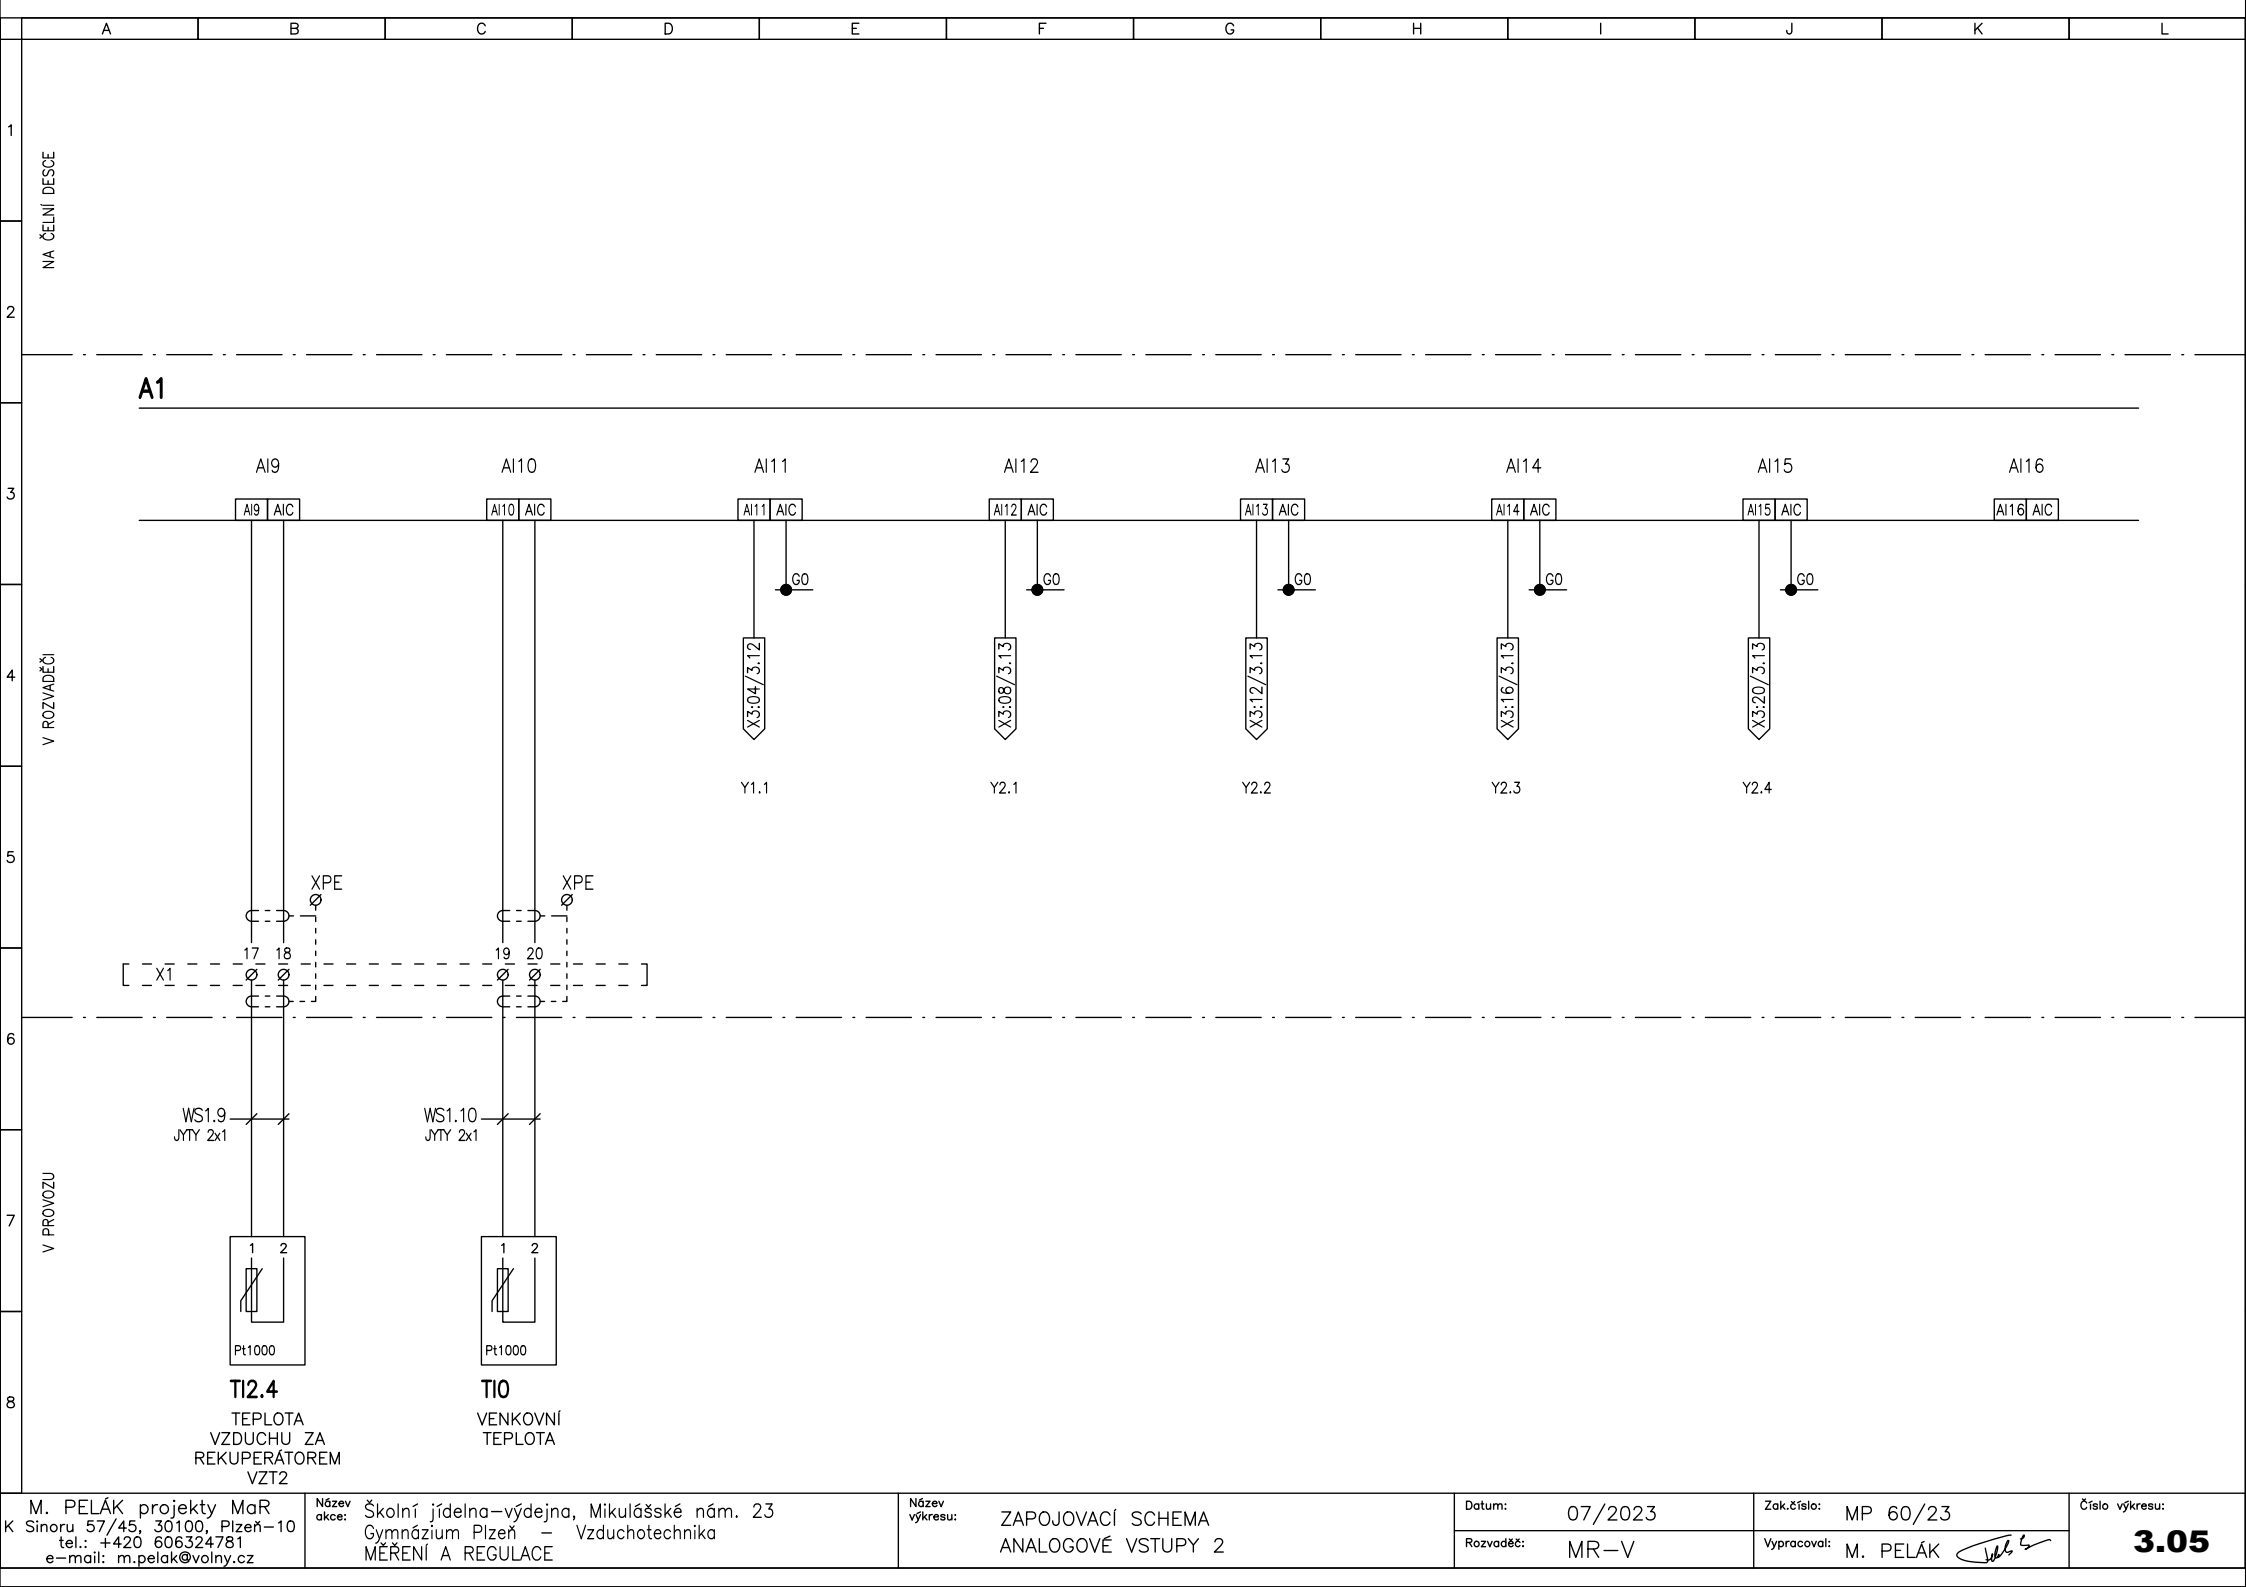 A B C D E F G H I J K L
1
NA ČELNÍ DESCE
2
A1
AI9 AI10 AI11 AI12 AI13 AI14 AI15 AI16
3
AI9 AIC AI10 AIC AI11 AIC AI12 AIC AI13 AIC AI14 AIC AI15 AIC AI16 AIC
G0 G0 G0 G0 G0
4
V ROZVADĚČI
X3:04/3.12 X3:08/3.13 X3:12/3.13 X3:16/3.13 X3:20/3.13
Y1.1 Y2.1 Y2.2 Y2.3 Y2.4
5
XPE XPE
17 18 19 20
X1
6
WS1.9 WS1.10
JYTY 2x1 JYTY 2x1
7
V PROVOZU
1 2 1 2
Pt1000 Pt1000
TI2.4 TI0
8
TEPLOTA
VZDUCHU ZA
REKUPERÁTOREM
VZT2
VENKOVNÍ
TEPLOTA
M. PELÁK projekty MaR
K Sinoru 57/45, 30100, Plzeň-10
tel.: +420 606324781
e-mail: m.pelak@volny.cz
Název
akce:
Školní jídelna-výdejna, Mikulášské nám. 23
Gymnázium Plzeň - Vzduchotechnika
MĚŘENÍ A REGULACE
Název
výkresu:
ZAPOJOVACÍ SCHEMA
ANALOGOVÉ VSTUPY 2
Datum: 07/2023
Rozvaděč: MR-V
Zak.číslo: MP 60/23
Vypracoval: M. PELÁK
Číslo výkresu:
3.05